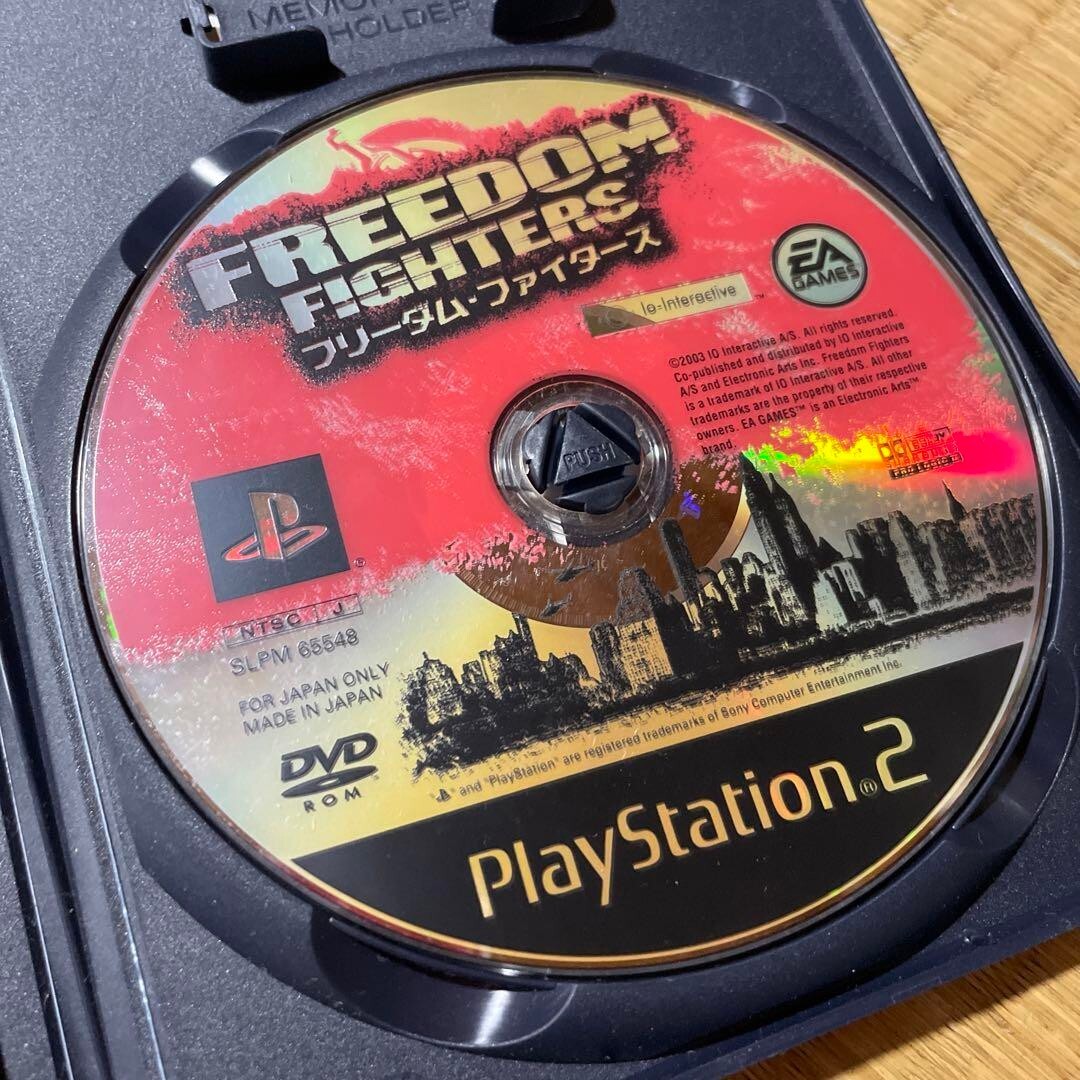 HOLDER
FREEDOM
FIGHTERS
フリーダム・ファイターズ
Io-Interactive™
EA
GAMES
©2003 IO Interactive A/S. All rights reserved.
Co-published and distributed by IO Interactive
A/S and Electronic Arts Inc. Freedom Fighters
is a trademark of IO Interactive A/S. All other
trademarks are the property of their respective
owners. EA GAMES™ is an Electronic Arts™
brand.
PUSH
PRO LOGIC II
®
NTSC J
SLPM 65548
FOR JAPAN ONLY
MADE IN JAPAN
DVD
ROM
and "PlayStation" are registered trademarks of Sony Computer Entertainment Inc.
PlayStation®2